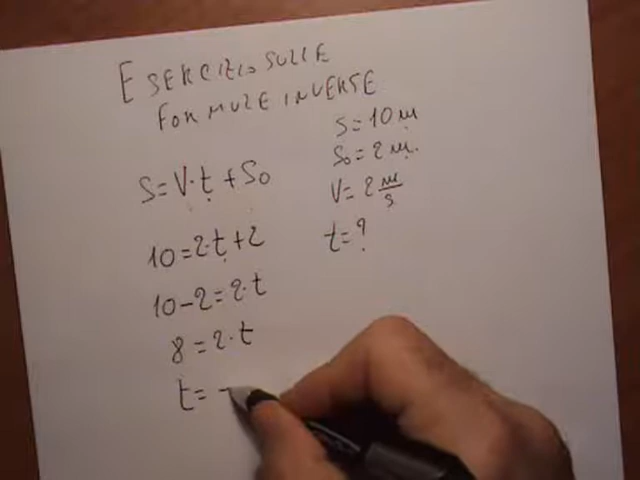 ESERCIZIO SULLE
FORMULE INVERSE
S=10 m
S0=2 m.
V=2 m/s
t=?
S=V·t+S0
10=2·t+2
10-2=2·t
8=2·t
t=